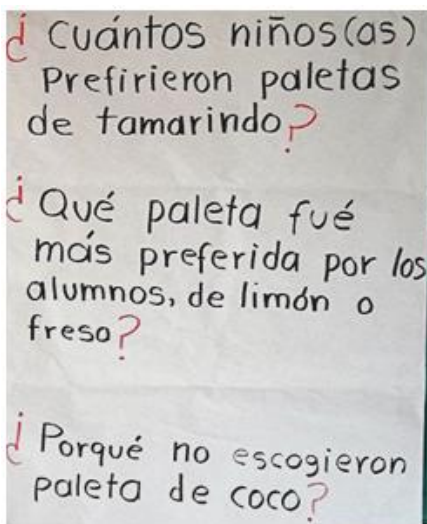 ¿Cuántos niños(as)
Prefirieron paletas
de tamarindo?
¿Qué paleta fué
más preferida por los
alumnos, de limón o
fresa?
¿Porqué no escogieron
paleta de coco?